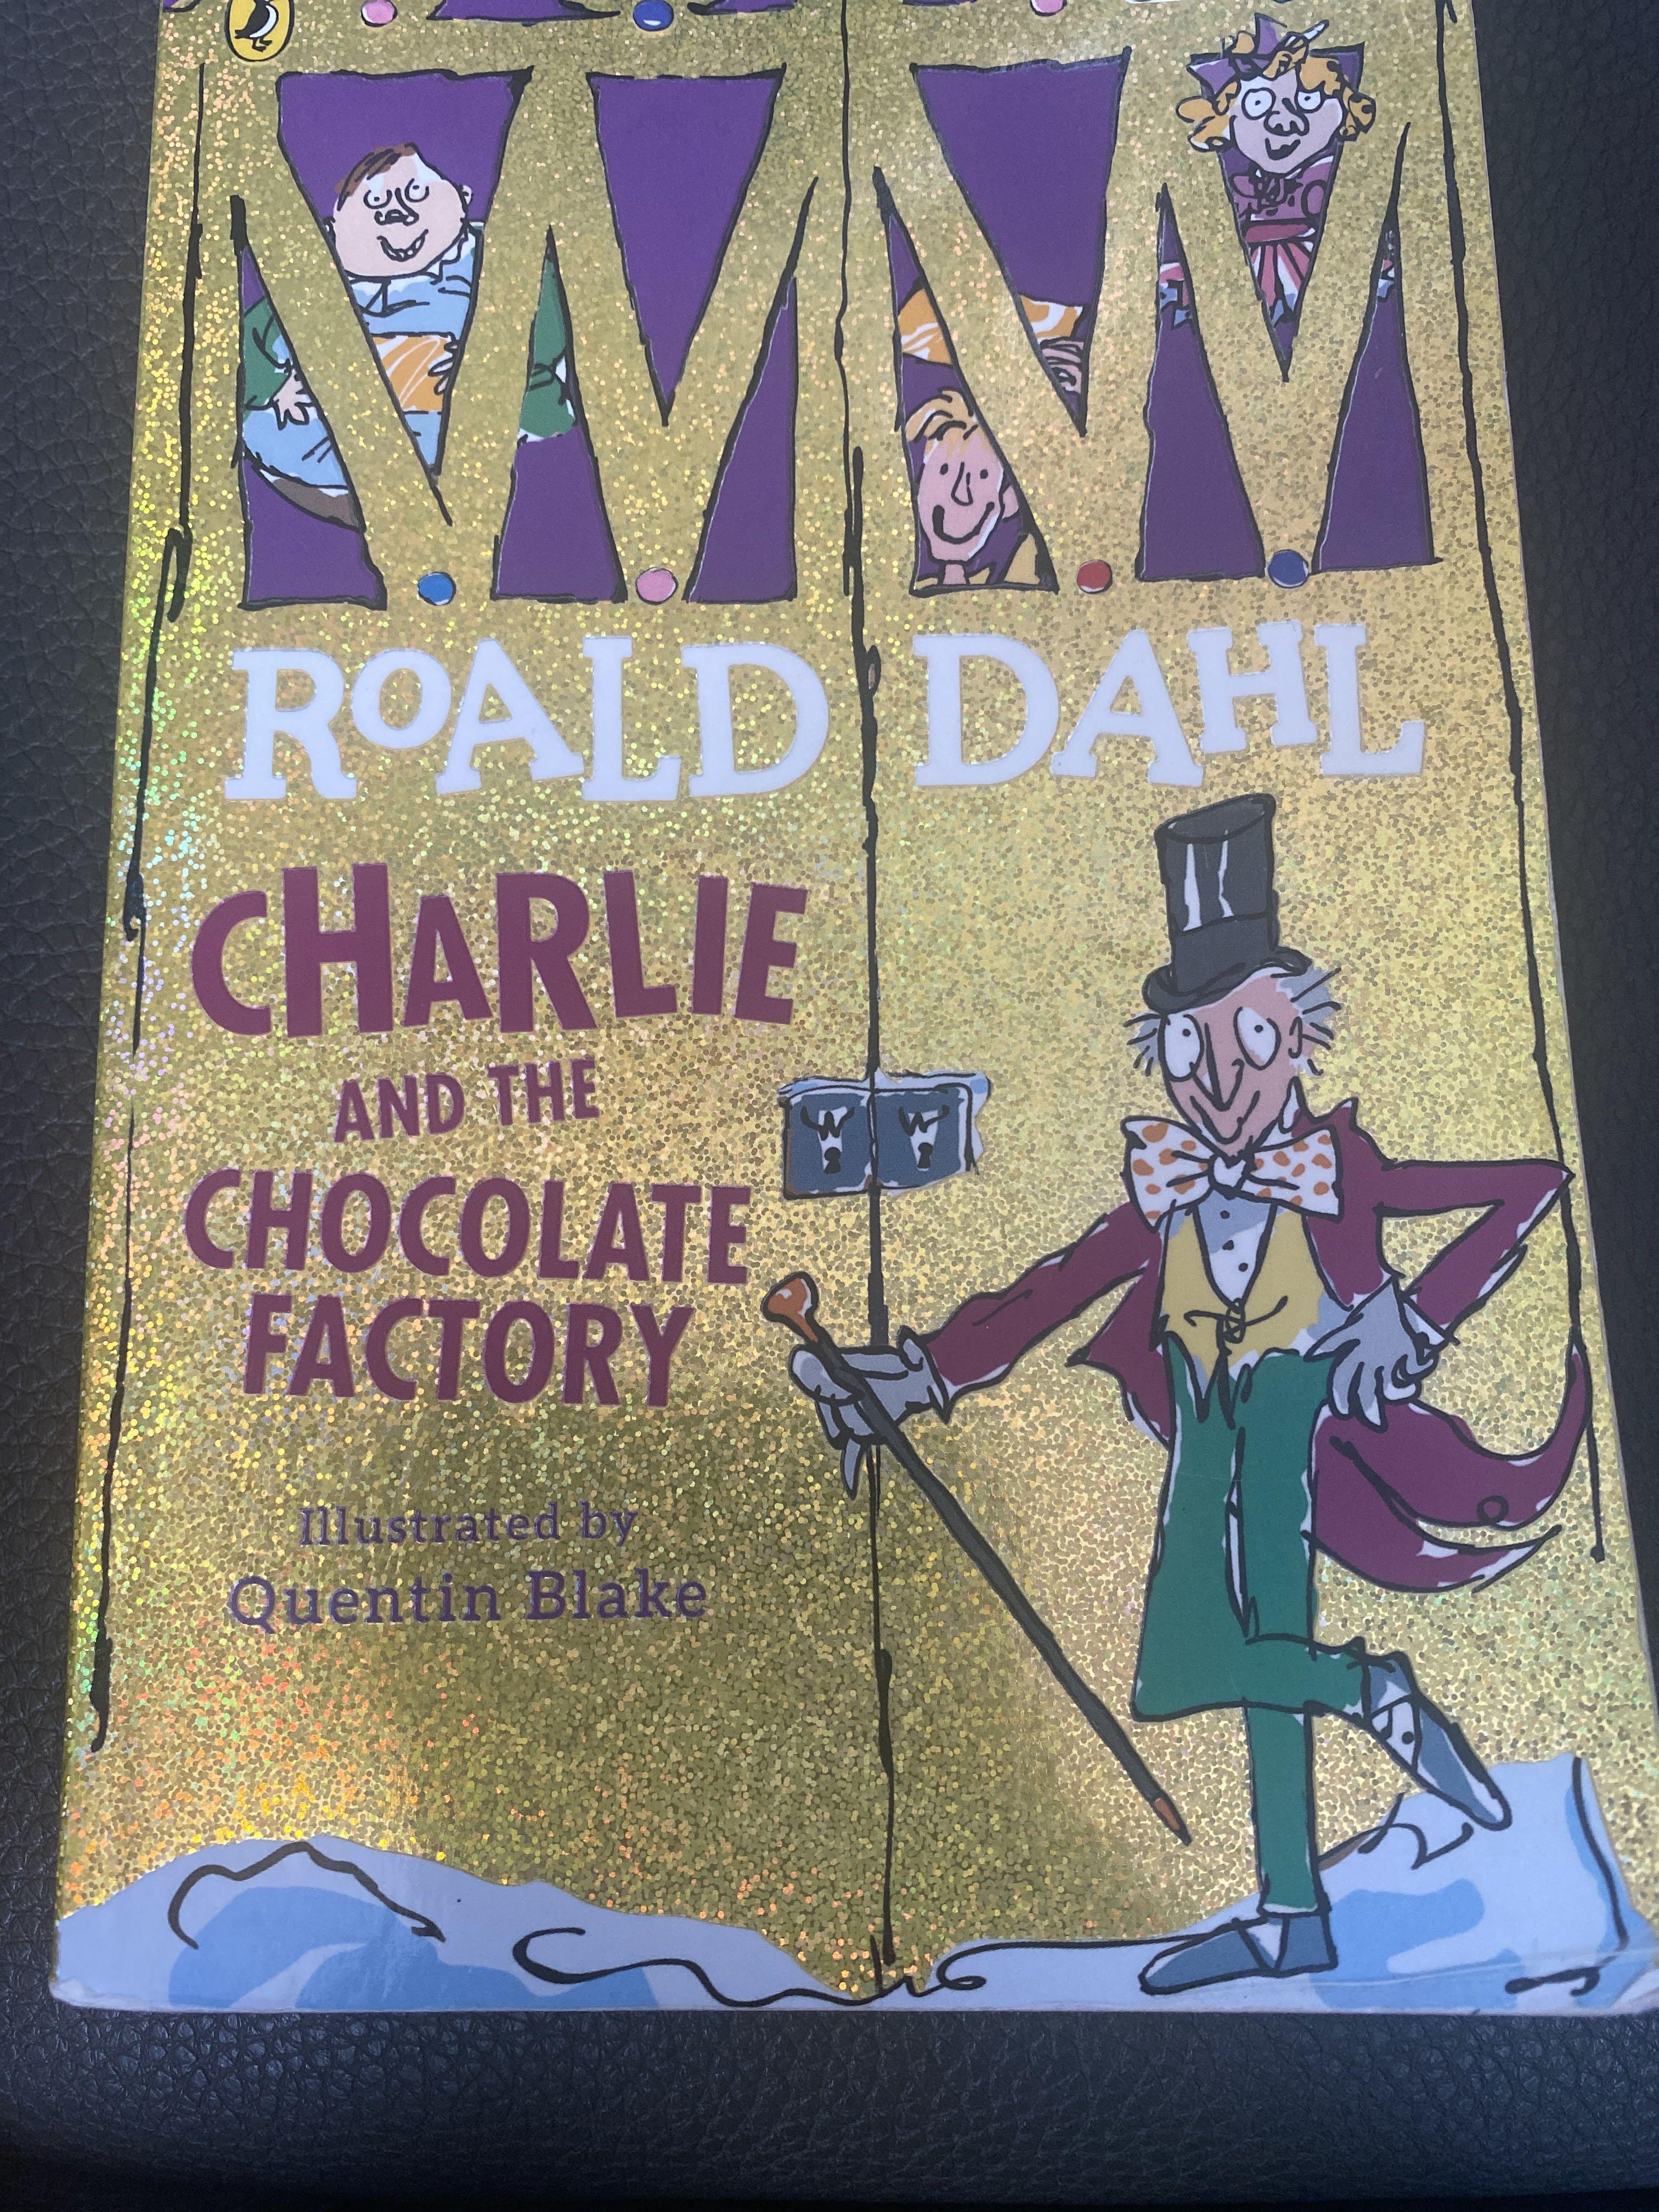 W W
ROALD DAHL
CHARLIE
AND THE
CHOCOLATE
FACTORY
W W
Illustrated by
Quentin Blake